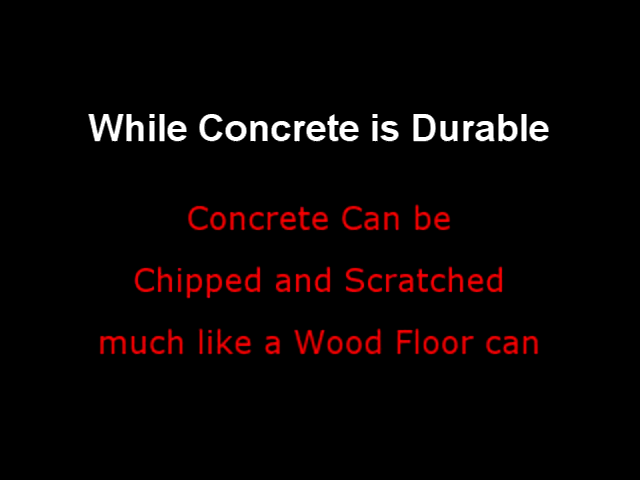 While Concrete is Durable
Concrete Can be
Chipped and Scratched
much like a Wood Floor can